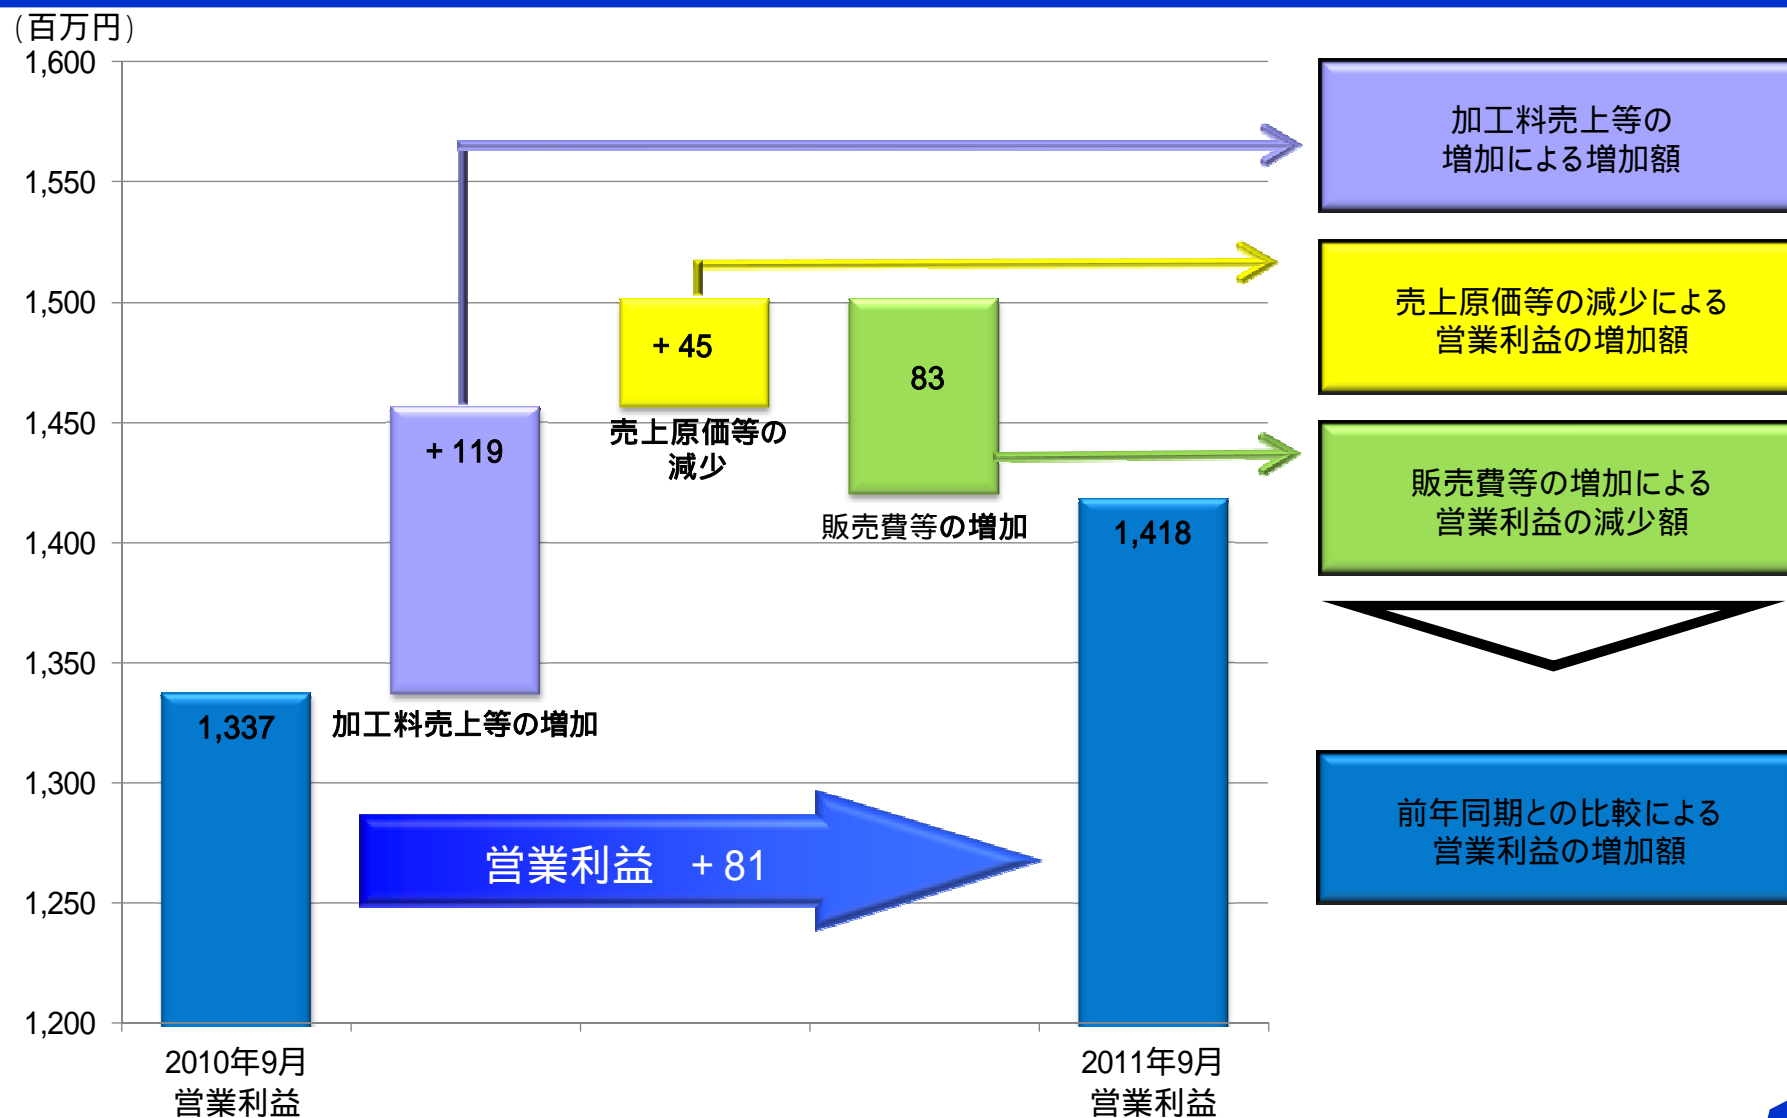 (百万円)
1,600
1,550
1,500
1,450
1,400
1,350
1,300
1,250
1,200
+ 119
加工料売上等の増加
+ 45
売上原価等の
減少
83
販売費等の増加
1,337
1,418
営業利益 + 81
2010年9月
営業利益
2011年9月
営業利益
加工料売上等の
増加による増加額
売上原価等の減少による
営業利益の増加額
販売費等の増加による
営業利益の減少額
前年同期との比較による
営業利益の増加額